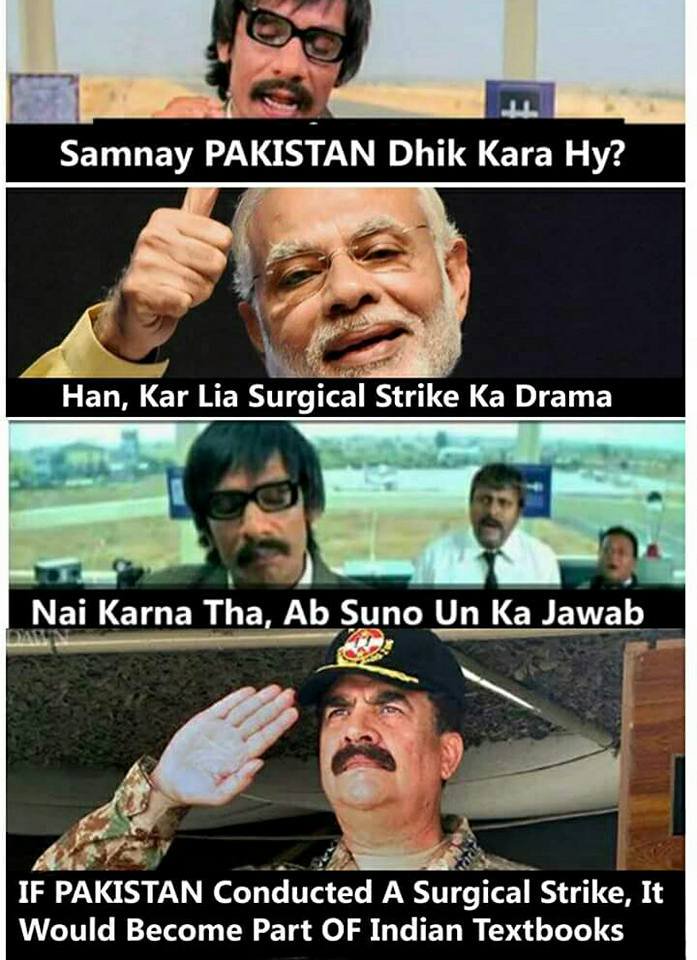 Samnay PAKISTAN Dhik Kara Hy?
Han, Kar Lia Surgical Strike Ka Drama
Nai Karna Tha, Ab Suno Un Ka Jawab
DAWN
IF PAKISTAN Conducted A Surgical Strike, It
Would Become Part OF Indian Textbooks